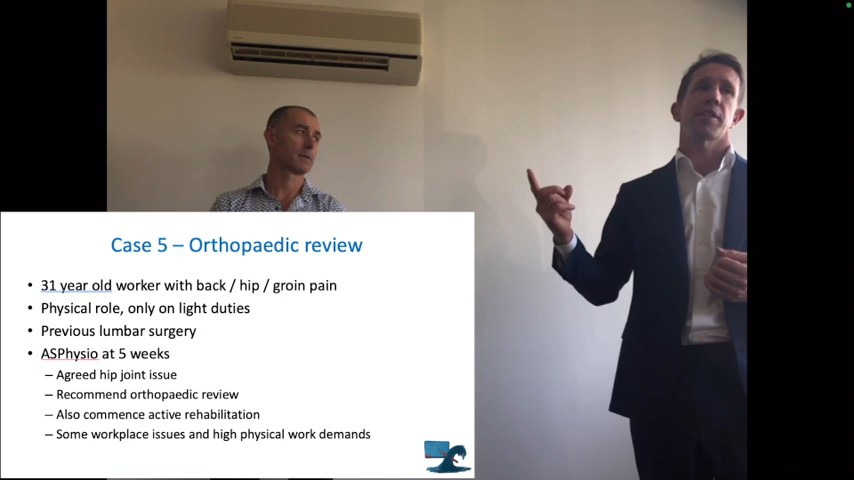 Case 5 – Orthopaedic review
• 31 year old worker with back / hip / groin pain
• Physical role, only on light duties
• Previous lumbar surgery
• ASPhysio at 5 weeks
– Agreed hip joint issue
– Recommend orthopaedic review
– Also commence active rehabilitation
– Some workplace issues and high physical work demands